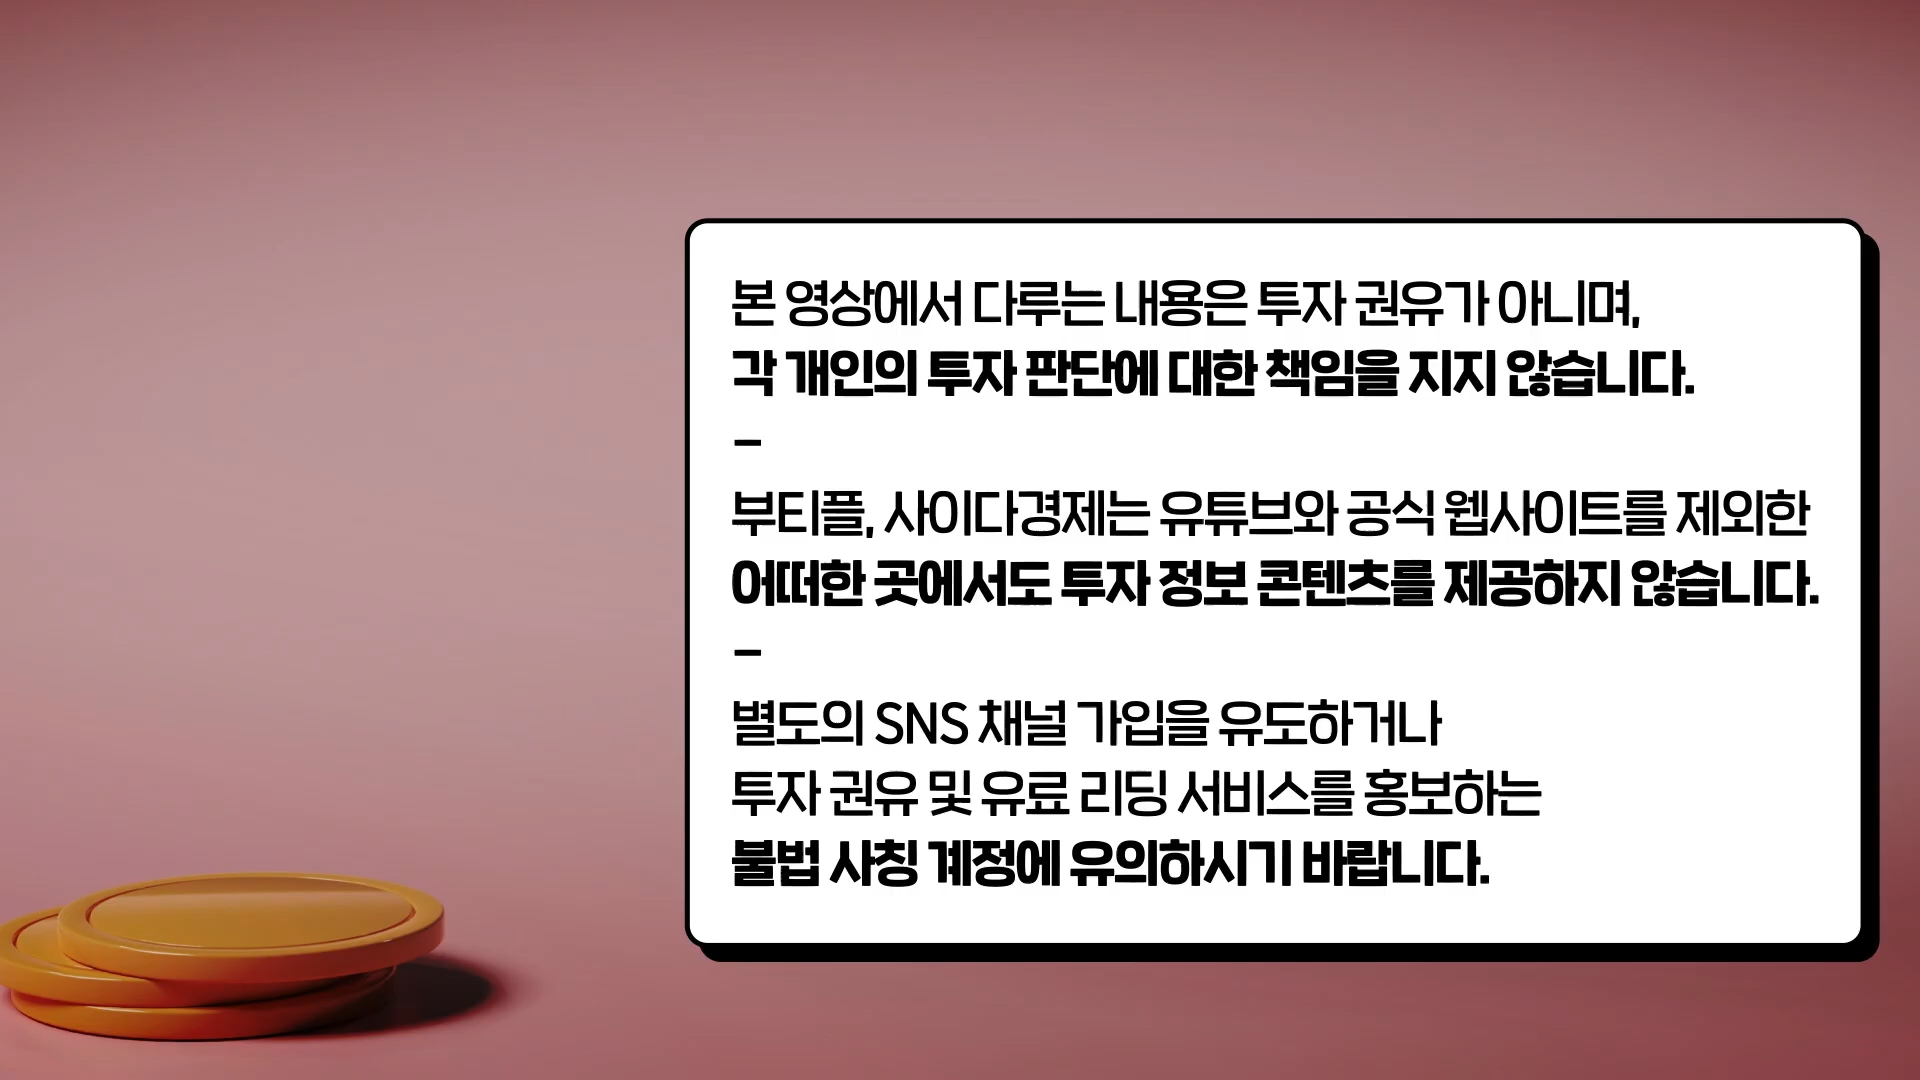 본 영상에서 다루는 내용은 투자 권유가 아니며,
각 개인의 투자 판단에 대한 책임을 지지 않습니다.
–
부티플, 사이다경제는 유튜브와 공식 웹사이트를 제외한
어떠한 곳에서도 투자 정보 콘텐츠를 제공하지 않습니다.
–
별도의 SNS 채널 가입을 유도하거나
투자 권유 및 유료 리딩 서비스를 홍보하는
불법 사칭 계정에 유의하시기 바랍니다.